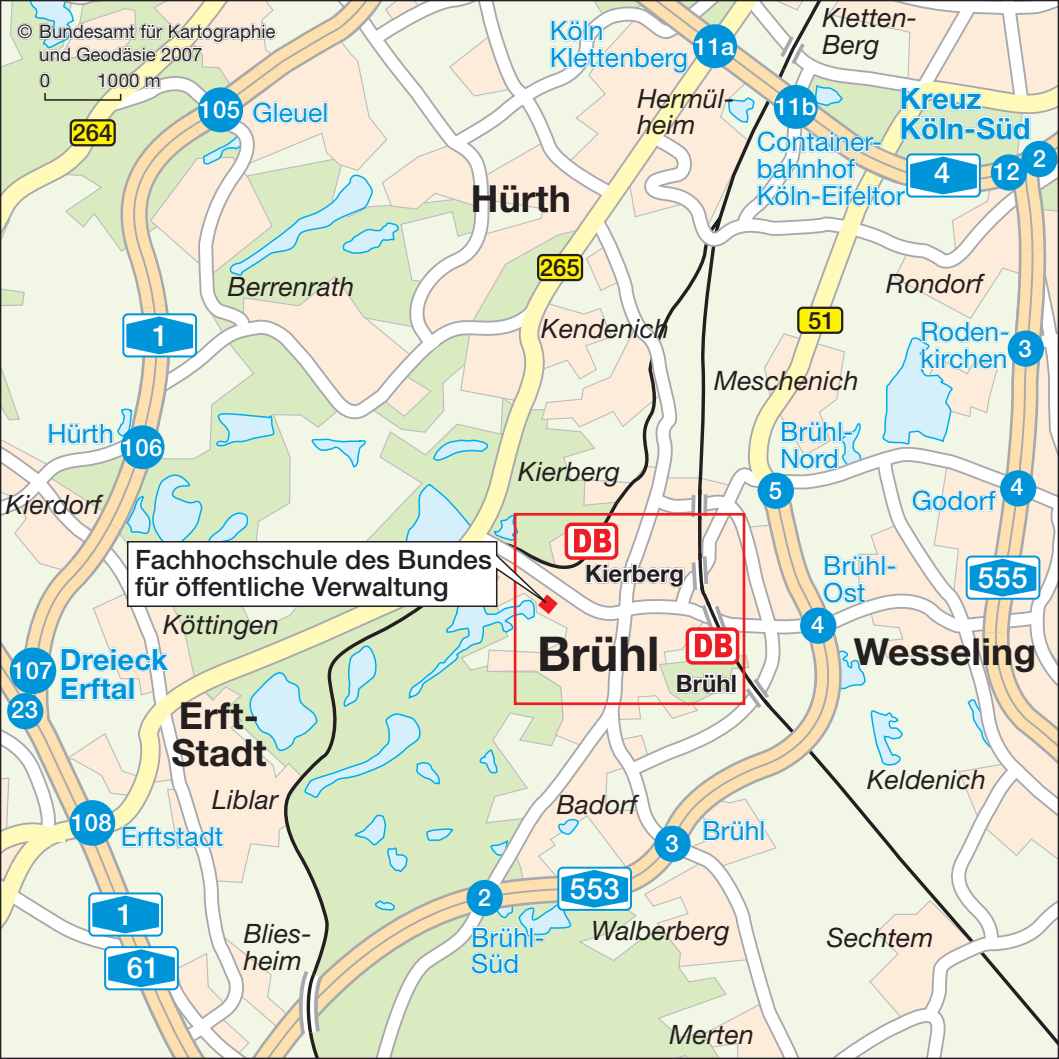 © Bundesamt für Kartographie
und Geodäsie 2007
0 1000 m
Köln
Klettenberg
11a
Kletten-
Berg
105
Gleuel
264
Hermül-
heim
11b
Kreuz
Köln-Süd
Container-
bahnhof
Köln-Eifeltor
4
12
2
Hürth
265
Berrenrath
Rondorf
1
Kendenich
51
Roden-
kirchen
3
Meschenich
Hürth
106
Brühl-
Nord
Kierberg
5
Godorf
4
Kierdorf
DB
Kierberg
Fachhochschule des Bundes
für öffentliche Verwaltung
Brühl-
Ost
555
Köttingen
4
Brühl
DB
Brühl
Wesseling
107
Dreieck
Erftal
23
Erft-
Stadt
Liblar
Keldenich
Badorf
108
Erftstadt
3
Brühl
2
553
1
Brühl-
Süd
Walberberg
Blies-
heim
Sechtem
61
Merten